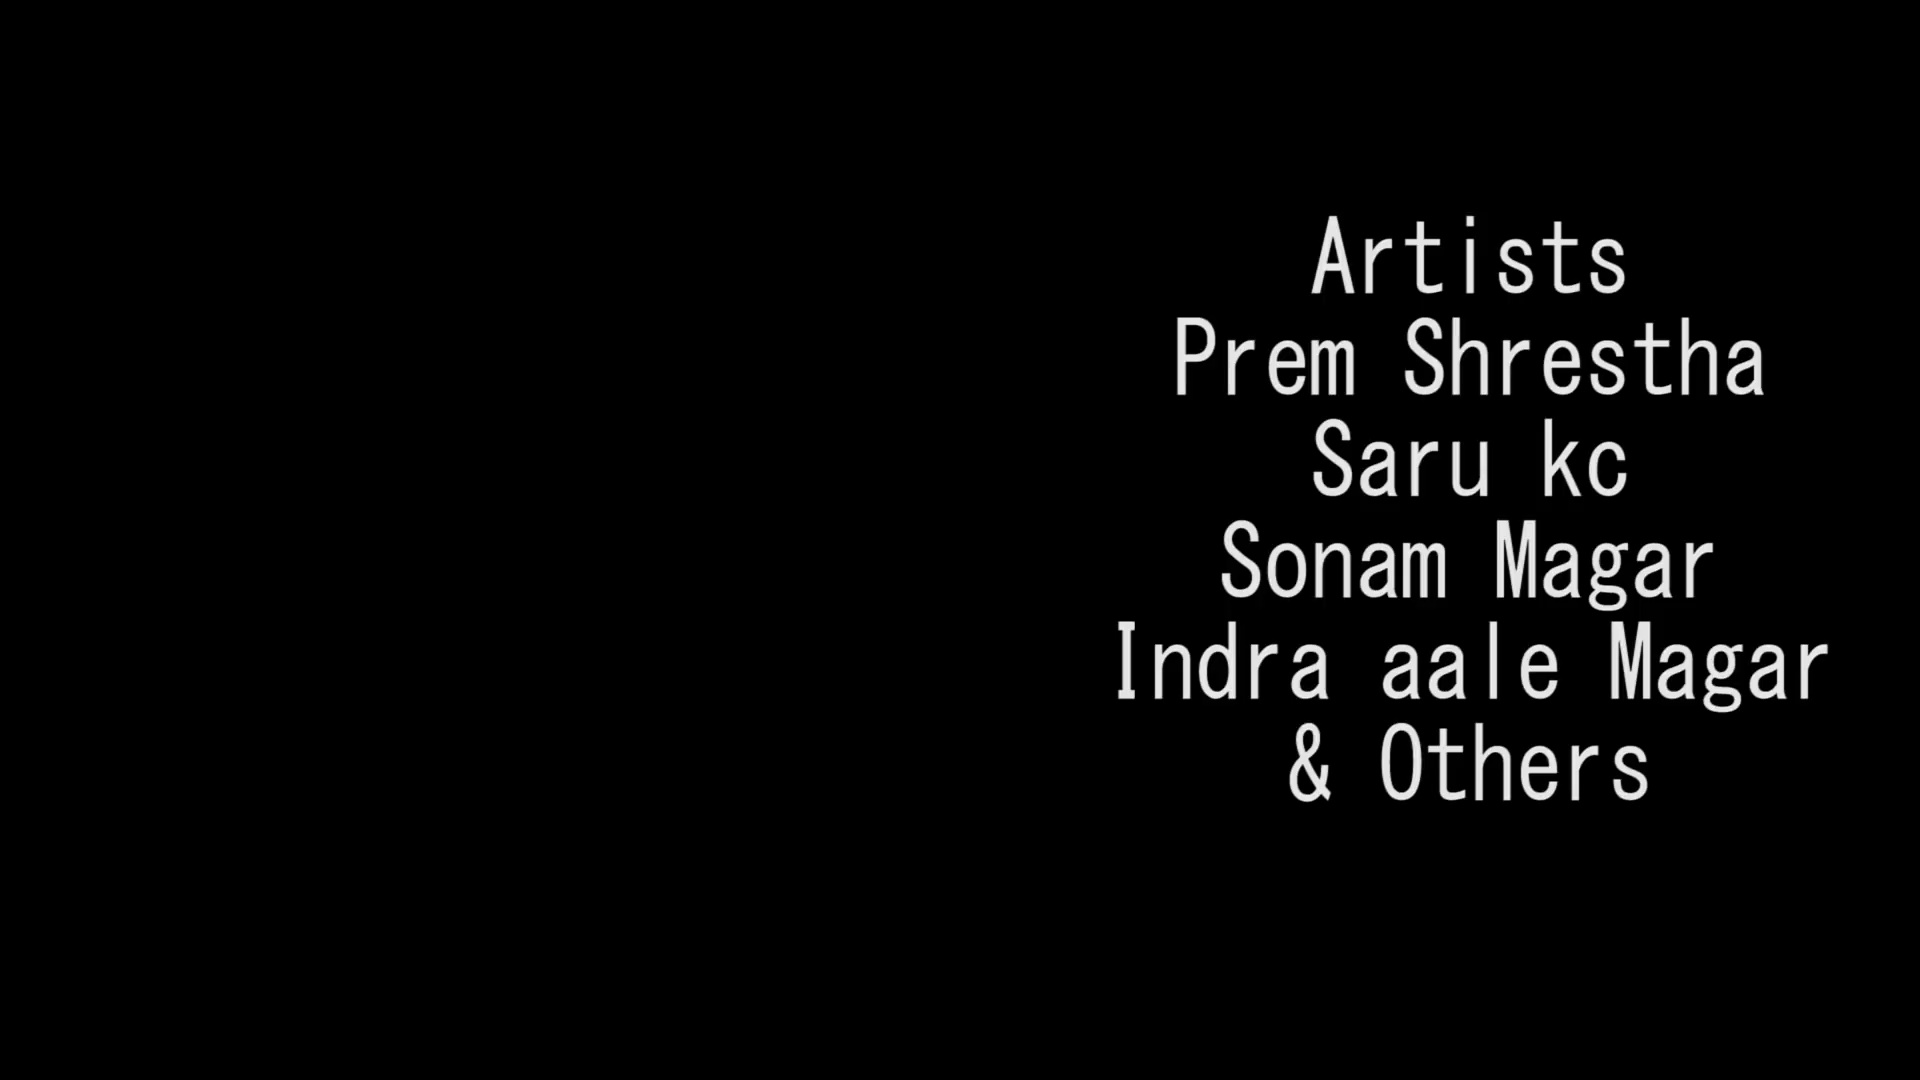 Artists
Prem Shrestha
Saru kc
Sonam Magar
Indra aale Magar
& Others